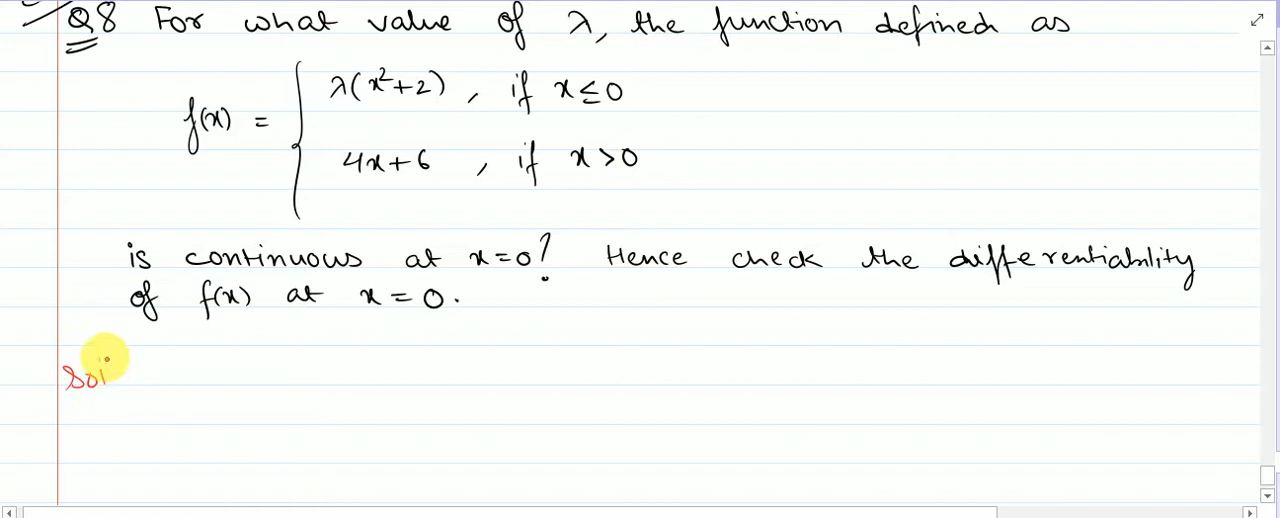 Q8 For what value of λ, the function defined as
f(x) = { λ(x²+2) , if x ≤ 0
4x+6 , if x > 0
is continuous at x=0? Hence check the differentiability
of f(x) at x = 0.
Sol